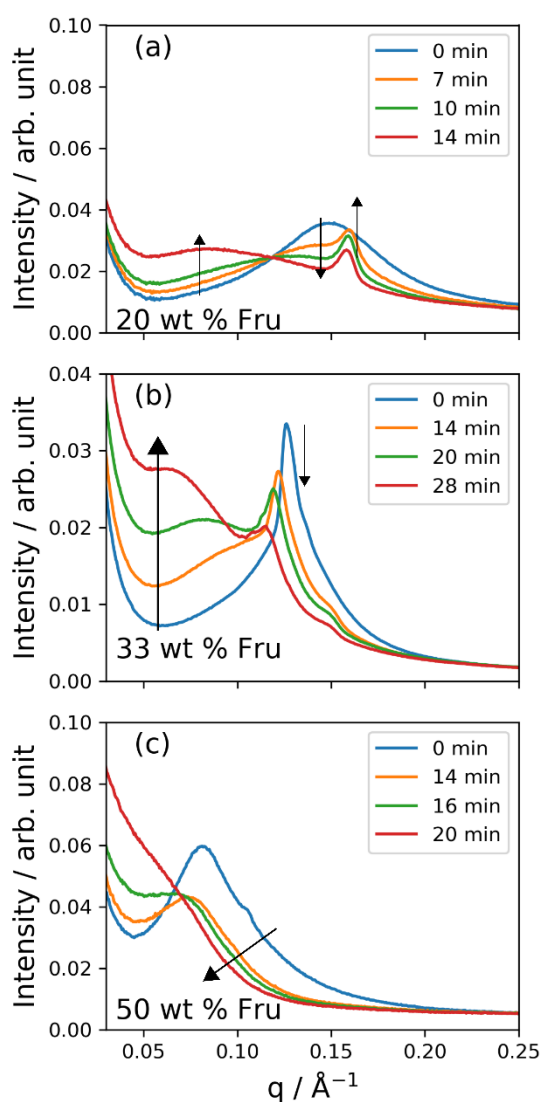 (a)
0 min
7 min
10 min
14 min
20 wt % Fru
Intensity / arb. unit
0.10
0.08
0.06
0.04
0.02
0.00
(b)
0 min
14 min
20 min
28 min
33 wt % Fru
Intensity / arb. unit
0.04
0.03
0.02
0.01
0.00
(c)
0 min
14 min
16 min
20 min
50 wt % Fru
Intensity / arb. unit
0.10
0.08
0.06
0.04
0.02
0.00
0.05 0.10 0.15 0.20 0.25
q / Å⁻¹